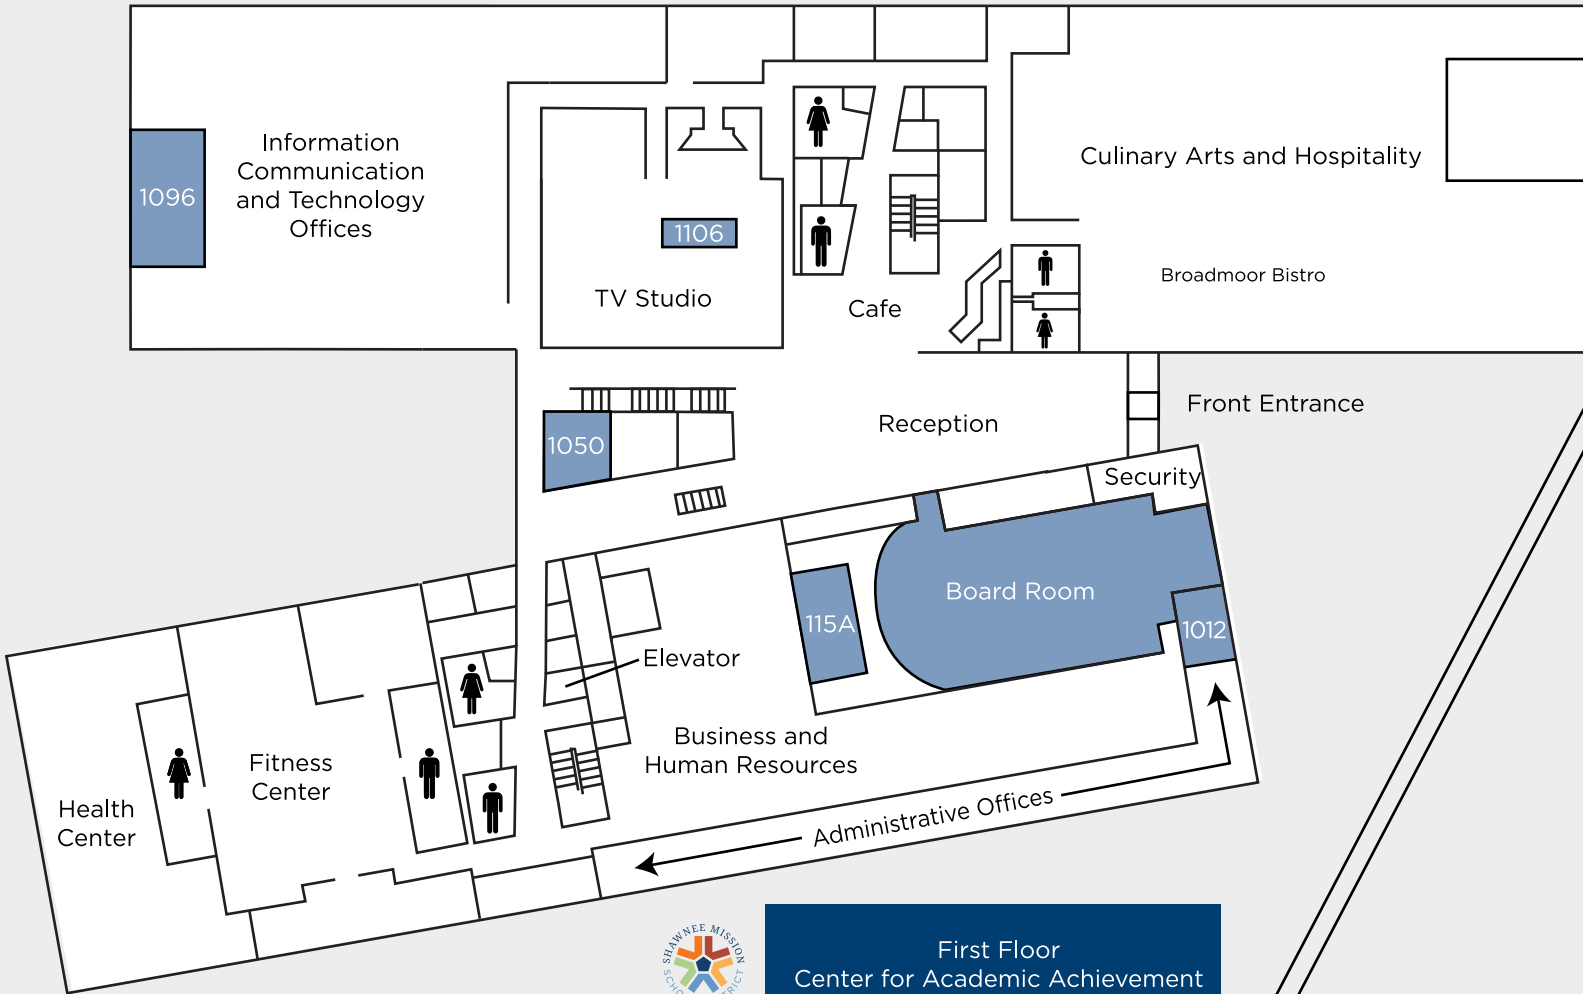 Information
Communication
and Technology
Offices
1096
1106
TV Studio
Cafe
Culinary Arts and Hospitality
Broadmoor Bistro
Front Entrance
Reception
1050
Security
Board Room
115A
1012
Elevator
Business and
Human Resources
Fitness
Center
Health
Center
Administrative Offices
SHAWNEE MISSION
First Floor
Center for Academic Achievement